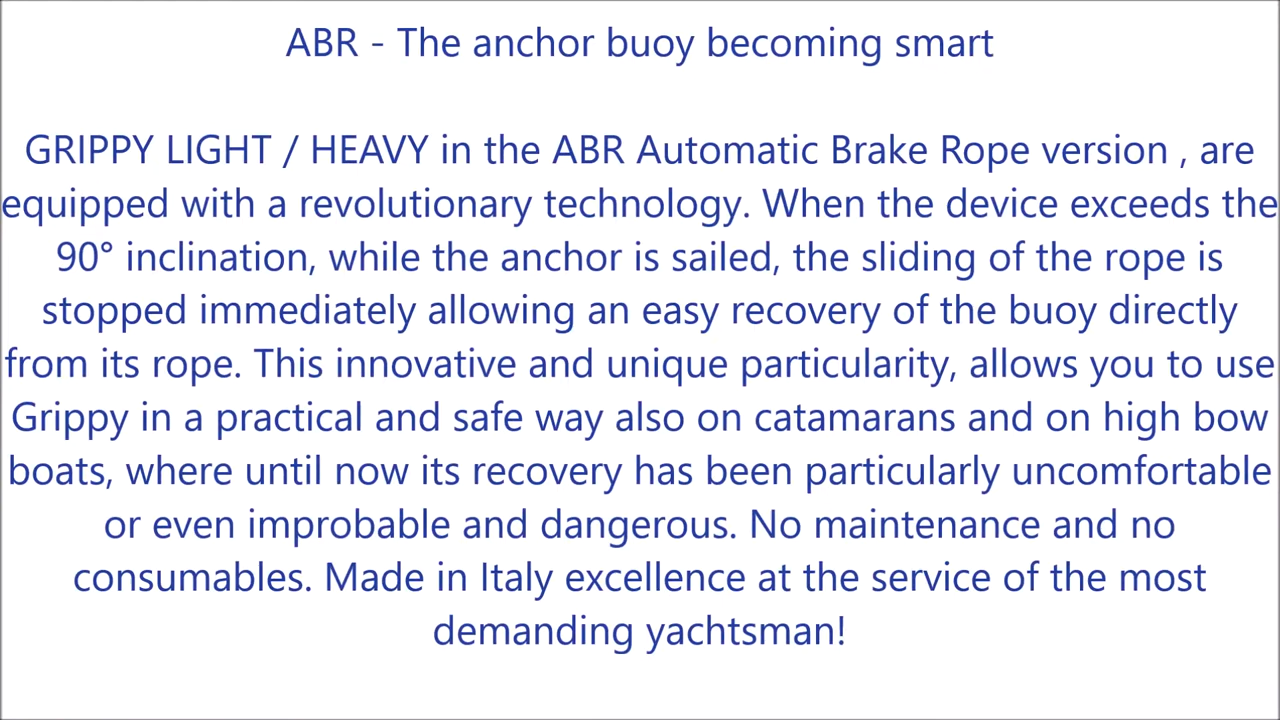 ABR - The anchor buoy becoming smart
GRIPPY LIGHT / HEAVY in the ABR Automatic Brake Rope version , are
equipped with a revolutionary technology. When the device exceeds the
90° inclination, while the anchor is sailed, the sliding of the rope is
stopped immediately allowing an easy recovery of the buoy directly
from its rope. This innovative and unique particularity, allows you to use
Grippy in a practical and safe way also on catamarans and on high bow
boats, where until now its recovery has been particularly uncomfortable
or even improbable and dangerous. No maintenance and no
consumables. Made in Italy excellence at the service of the most
demanding yachtsman!